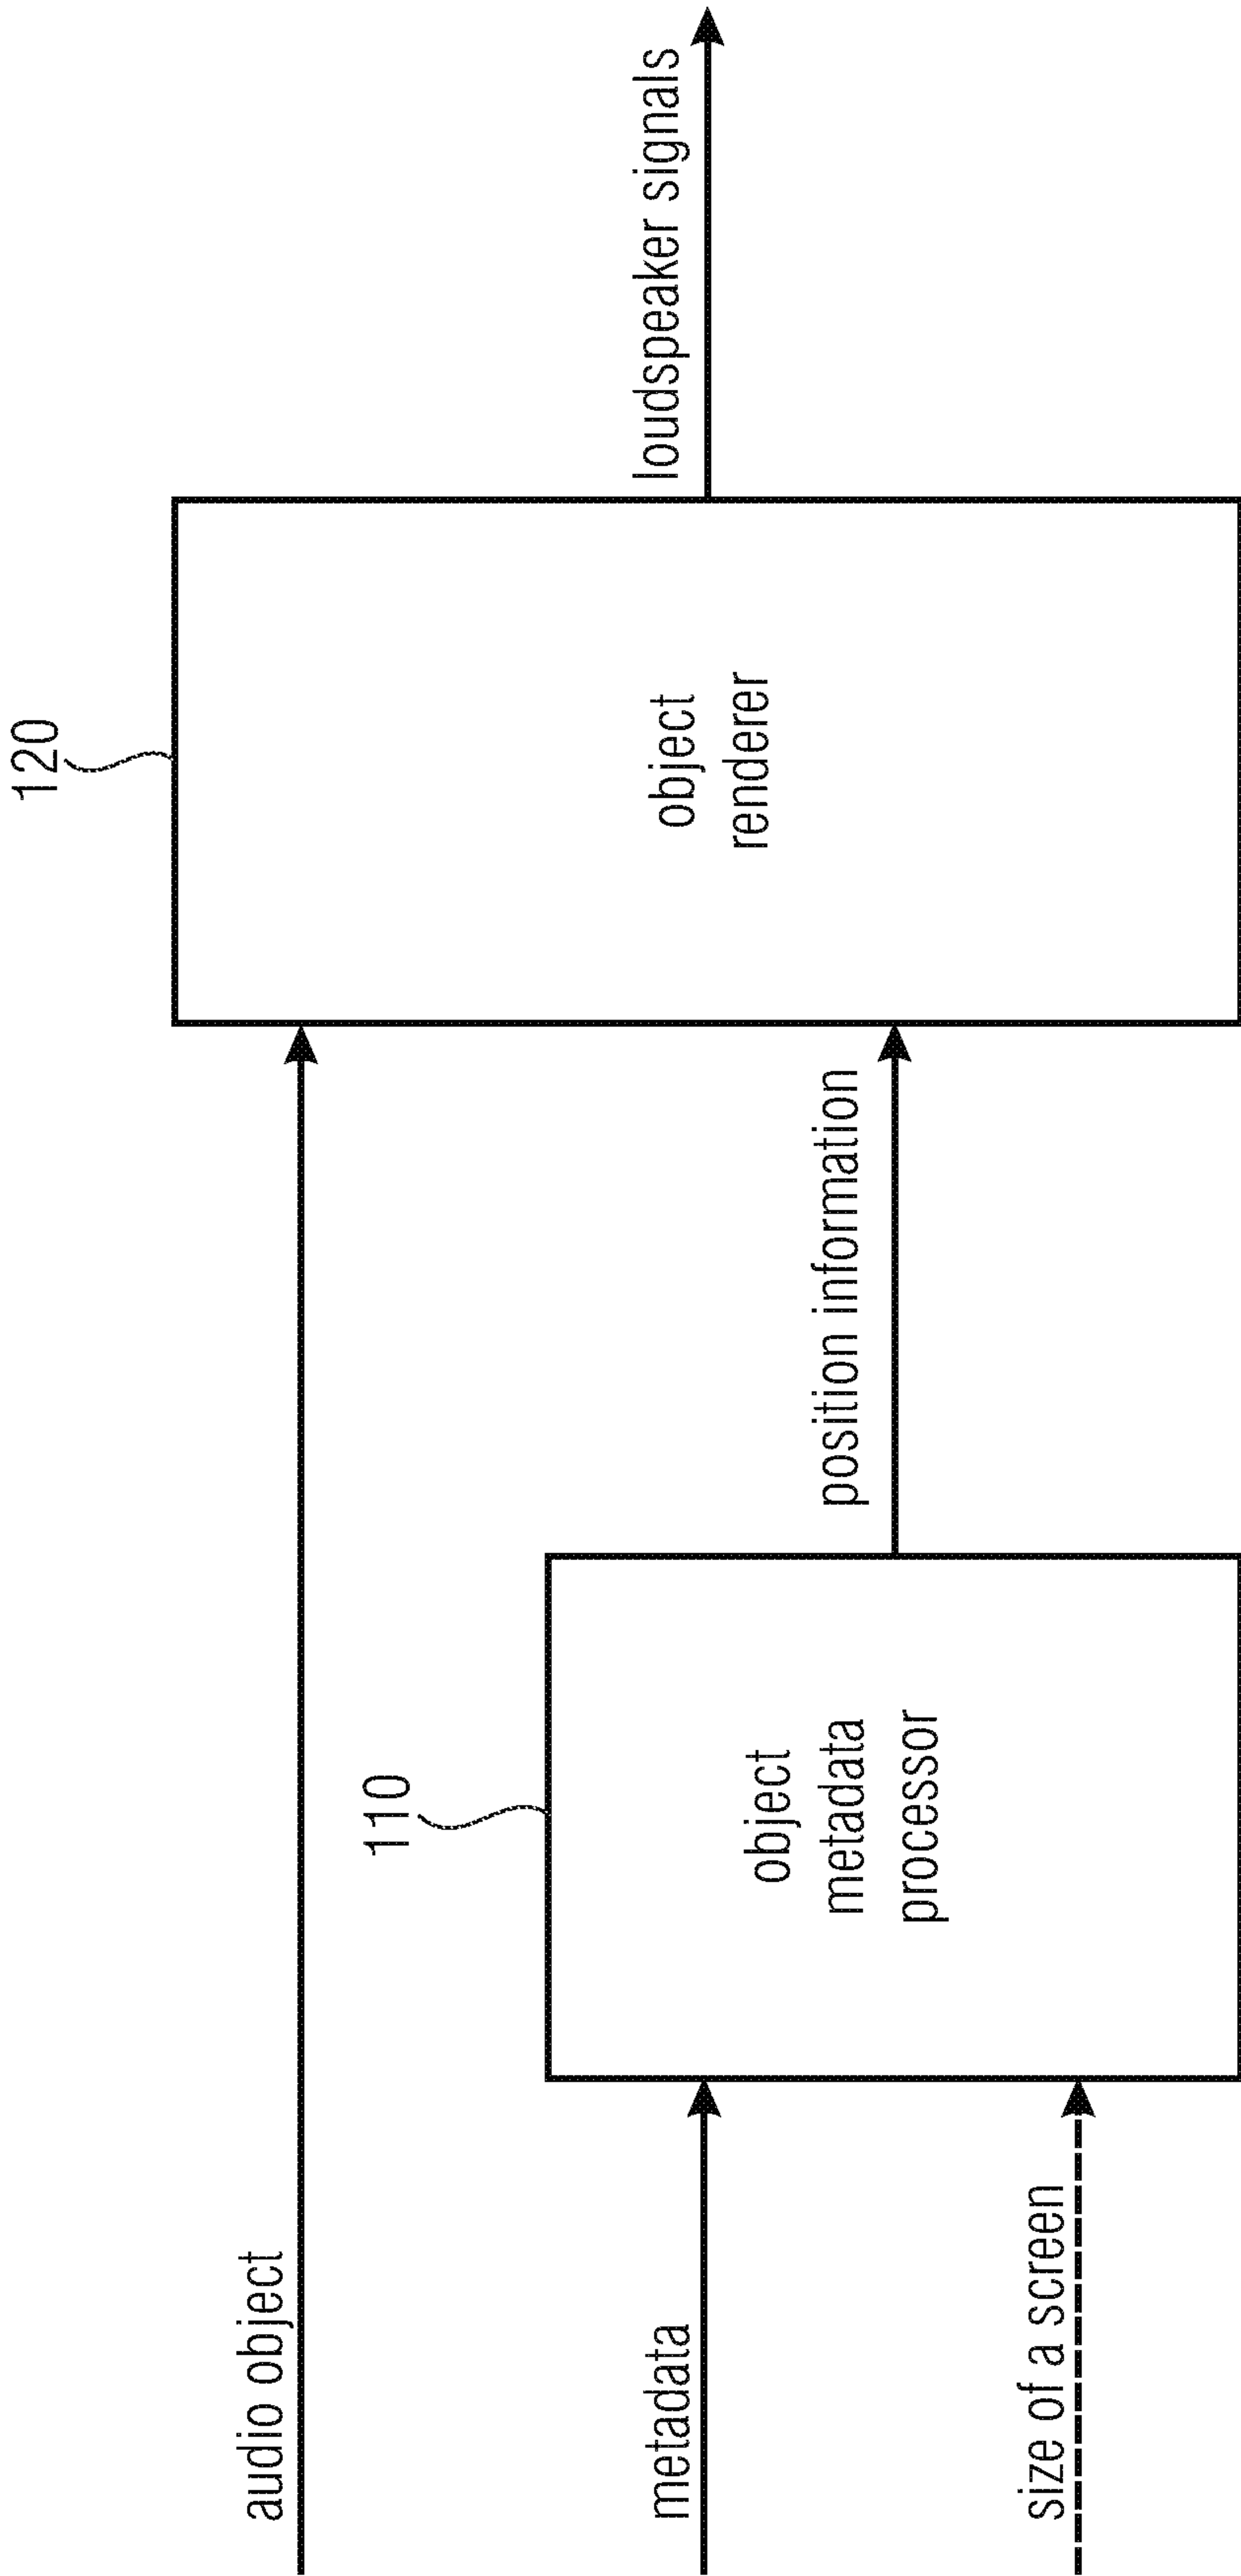 audio object
metadata
size of a screen
110
object
metadata
processor
position information
120
object
renderer
loudspeaker signals